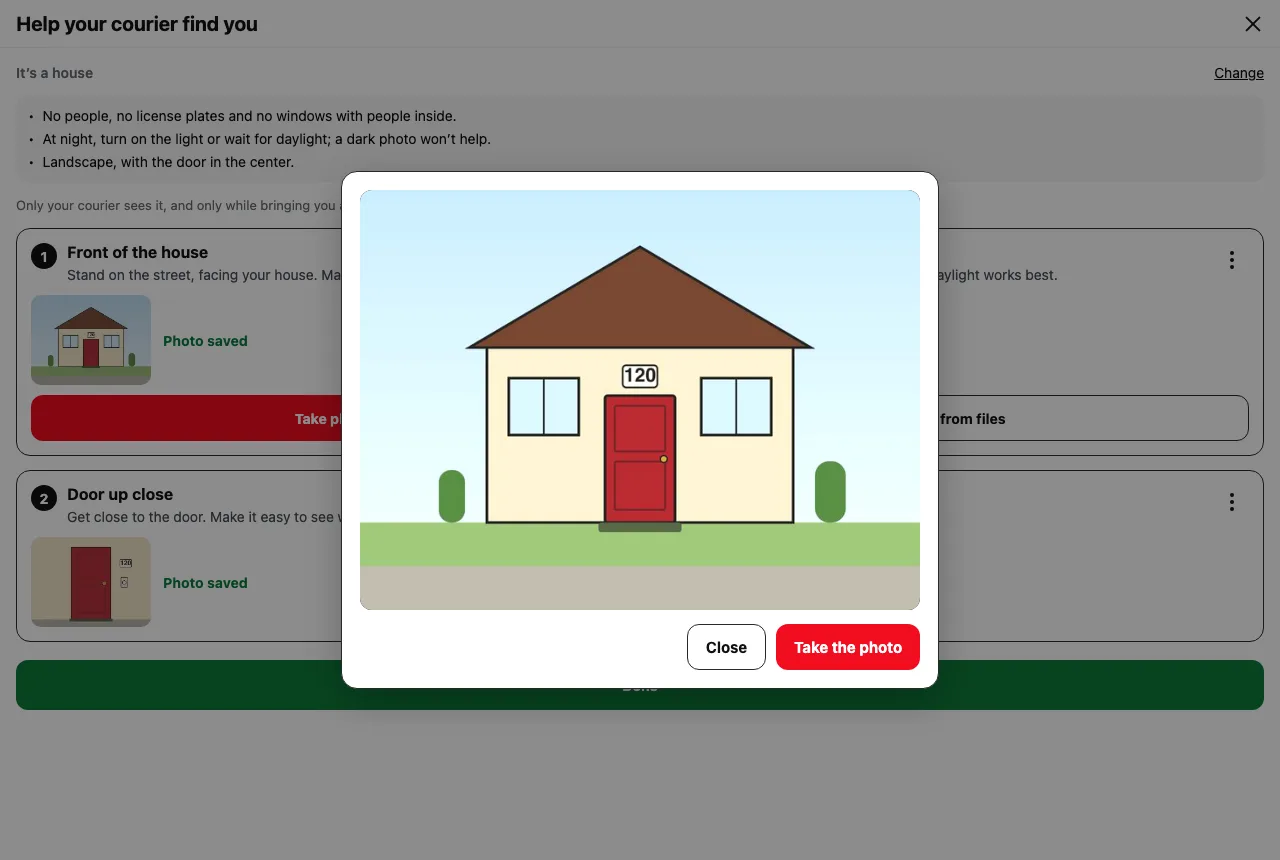 Help your courier find you
It's a house
Change
• No people, no license plates and no windows with people inside.
• At night, turn on the light or wait for daylight; a dark photo won't help.
• Landscape, with the door in the center.
Only your courier sees it, and only while bringing you
1
Front of the house
Stand on the street, facing your house.
daylight works best.
120
Photo saved
Take
from files
2
Door up close
Get close to the door. Make it easy to see
120
Photo saved
120
Close
Take the photo